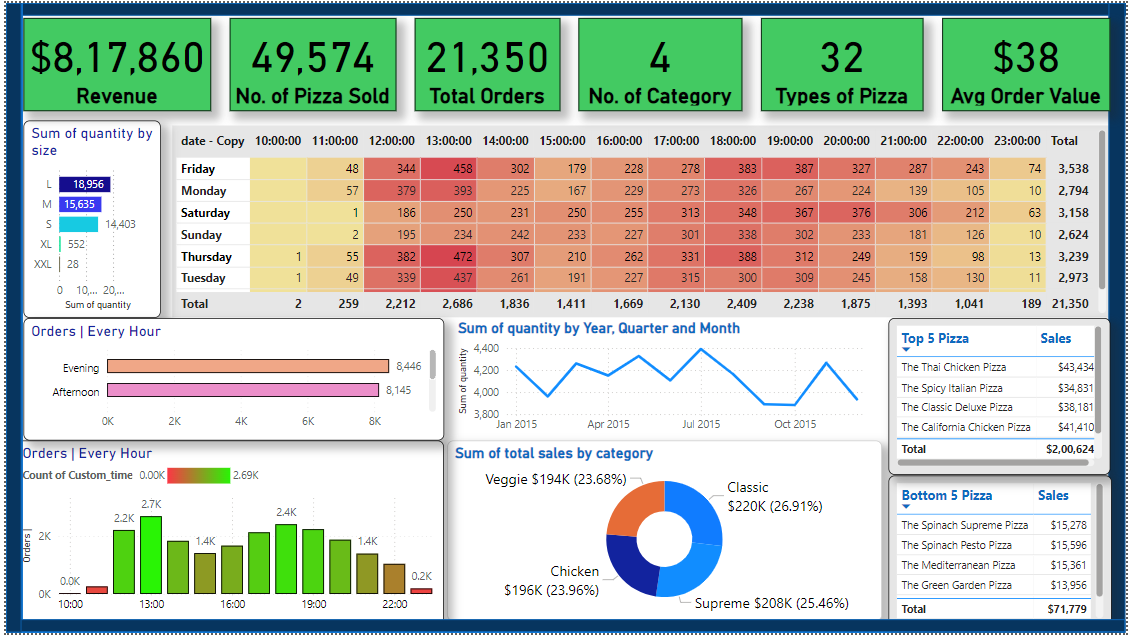 $8,17,860
Revenue
49,574
No. of Pizza Sold
21,350
Total Orders
4
No. of Category
32
Types of Pizza
$38
Avg Order Value
Sum of quantity by
size
L 18,956
M 15,635
S 14,403
XL 552
XXL 28
0 10,... 20,...
Sum of quantity
date - Copy 10:00:00 11:00:00 12:00:00 13:00:00 14:00:00 15:00:00 16:00:00 17:00:00 18:00:00 19:00:00 20:00:00 21:00:00 22:00:00 23:00:00 Total
Friday 48 344 458 302 179 228 278 383 387 327 287 243 74 3,538
Monday 57 379 393 225 167 229 273 326 267 224 139 105 10 2,794
Saturday 1 186 250 231 250 255 313 348 367 376 306 212 63 3,158
Sunday 2 195 234 242 233 227 301 338 302 233 181 126 10 2,624
Thursday 1 55 382 472 307 210 262 331 388 312 249 159 98 13 3,239
Tuesday 1 49 339 437 261 191 227 315 300 309 245 158 130 11 2,973
Total 2 259 2,212 2,686 1,836 1,411 1,669 2,130 2,409 2,238 1,875 1,393 1,041 189 21,350
Orders | Every Hour
Evening 8,446
Afternoon 8,145
0K 2K 4K 6K 8K
Sum of quantity by Year, Quarter and Month
Sum of quantity
4,400
4,200
4,000
3,800
Jan 2015 Apr 2015 Jul 2015 Oct 2015
Top 5 Pizza Sales
The Thai Chicken Pizza $43,434
The Spicy Italian Pizza $34,831
The Classic Deluxe Pizza $38,181
The California Chicken Pizza $41,410
Total $2,00,624
Orders | Every Hour
Count of Custom_time 0.00K 2.69K
Orders |
2K
0K
0.0K 2.2K 2.7K 1.4K 2.4K 1.4K 0.2K
10:00 13:00 16:00 19:00 22:00
Sum of total sales by category
Veggie $194K (23.68%)
Classic
$220K (26.91%)
Chicken
$196K (23.96%)
Supreme $208K (25.46%)
Bottom 5 Pizza Sales
The Spinach Supreme Pizza $15,278
The Spinach Pesto Pizza $15,596
The Mediterranean Pizza $15,361
The Green Garden Pizza $13,956
Total $71,779